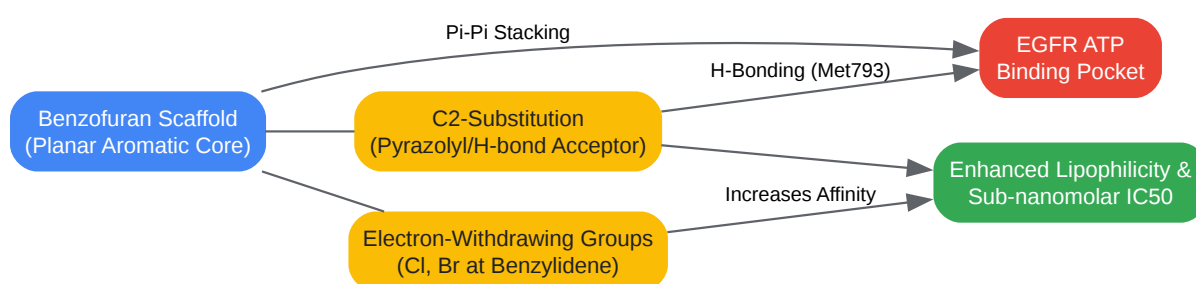 Pi-Pi Stacking
EGFR ATP
Binding Pocket
H-Bonding (Met793)
Benzofuran Scaffold
(Planar Aromatic Core)
C2-Substitution
(Pyrazolyl/H-bond Acceptor)
Enhanced Lipophilicity &
Sub-nanomolar IC50
Increases Affinity
Electron-Withdrawing Groups
(Cl, Br at Benzylidene)